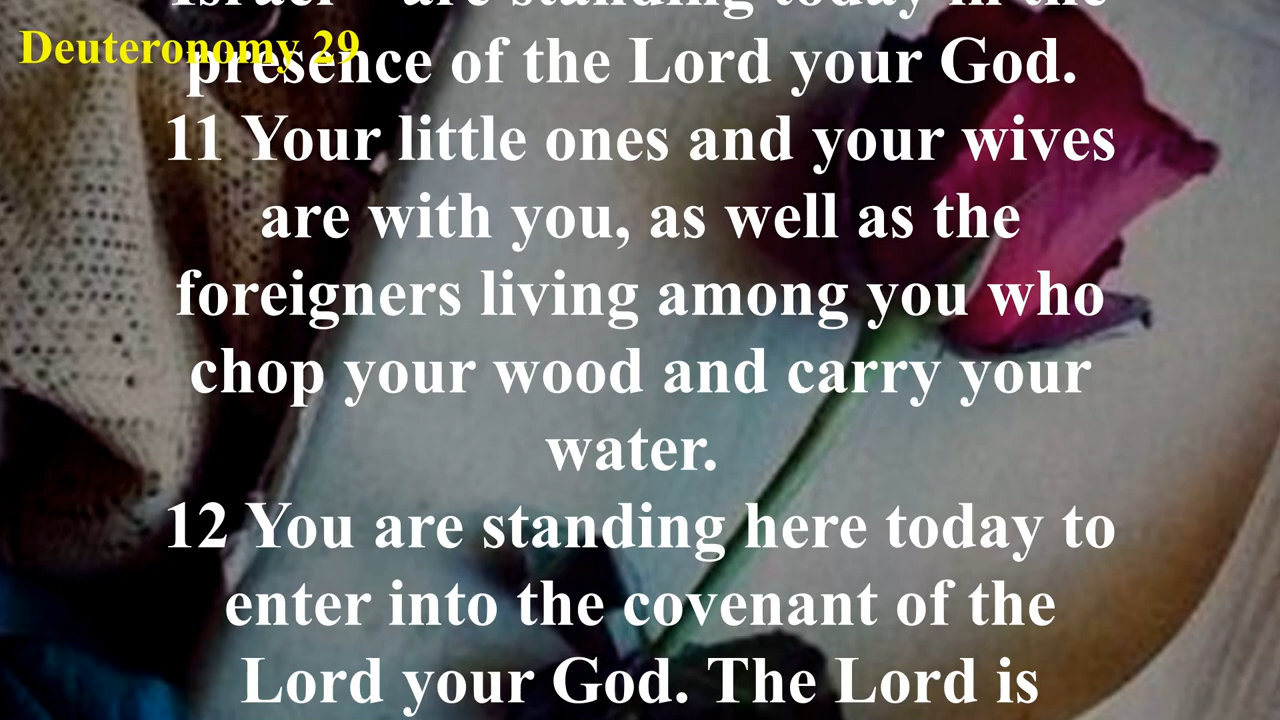 Deuteronomy 29
Israel – are standing today in the
presence of the Lord your God.
11 Your little ones and your wives
are with you, as well as the
foreigners living among you who
chop your wood and carry your
water.
12 You are standing here today to
enter into the covenant of the
Lord your God. The Lord is